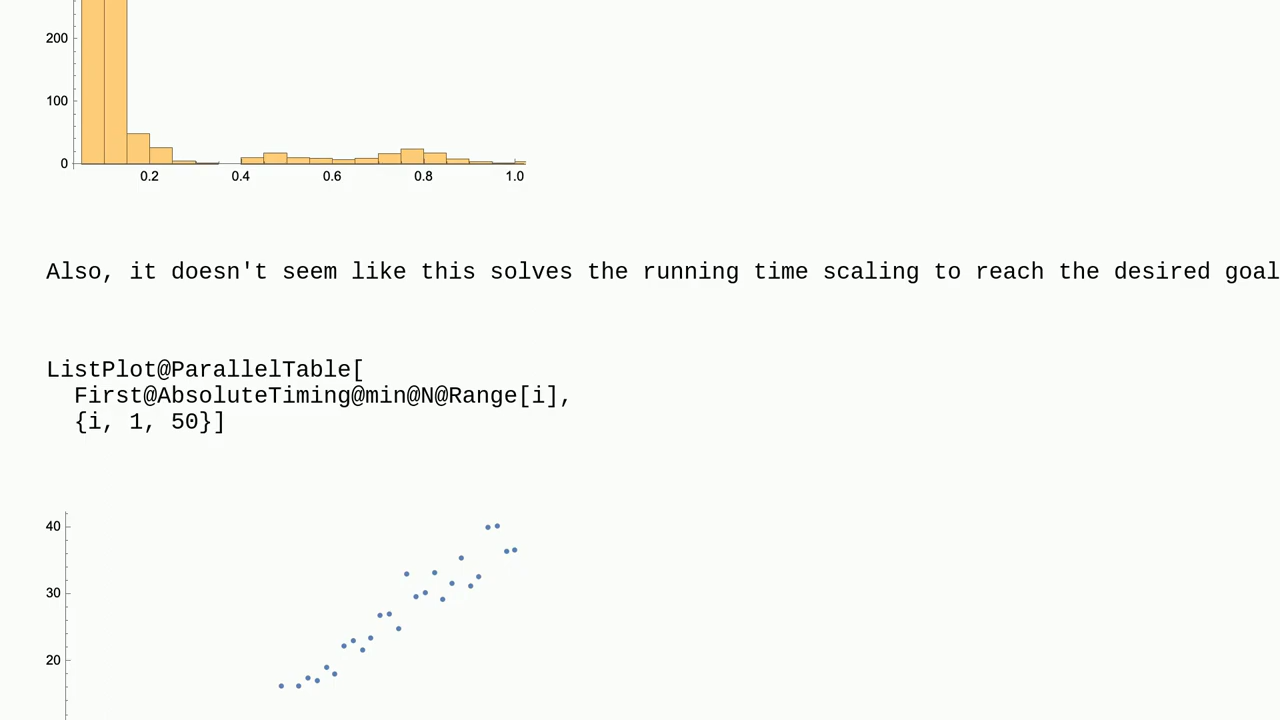 200
100
0
0.2 0.4 0.6 0.8 1.0
Also, it doesn't seem like this solves the running time scaling to reach the desired goal
ListPlot@ParallelTable[
First@AbsoluteTiming@min@N@Range[i],
{i, 1, 50}]
40
30
20